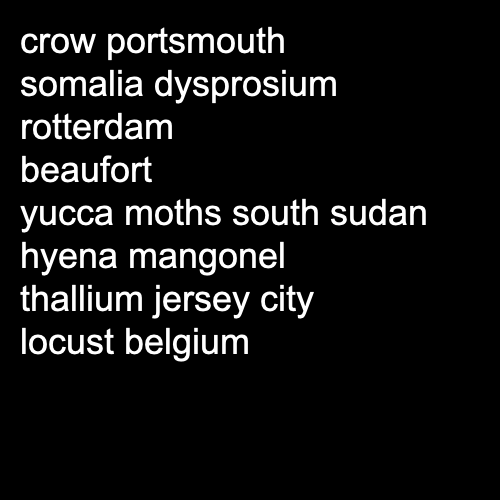 crow portsmouth
somalia dysprosium
rotterdam
beaufort
yucca moths south sudan
hyena mangonel
thallium jersey city
locust belgium